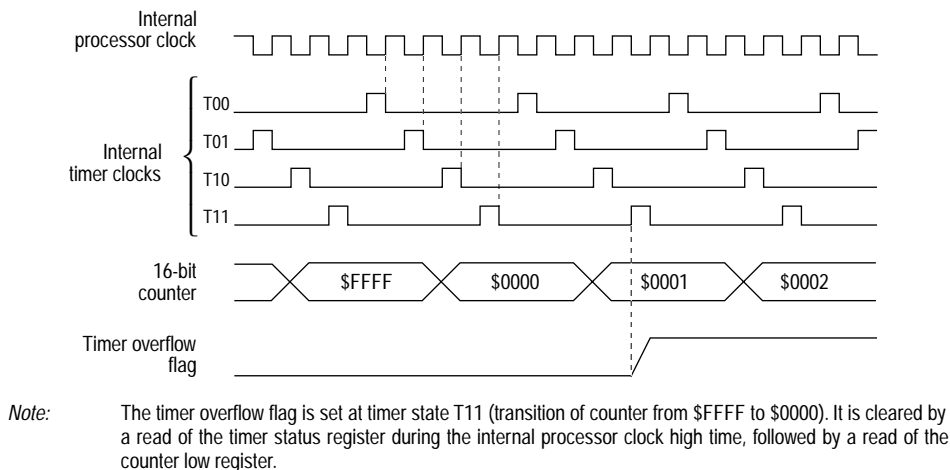 Internal
processor clock
T00
T01
Internal
timer clocks
T10
T11
16-bit
counter
$FFFF
$0000
$0001
$0002
Timer overflow
flag
Note: The timer overflow flag is set at timer state T11 (transition of counter from $FFFF to $0000). It is cleared by
a read of the timer status register during the internal processor clock high time, followed by a read of the
counter low register.